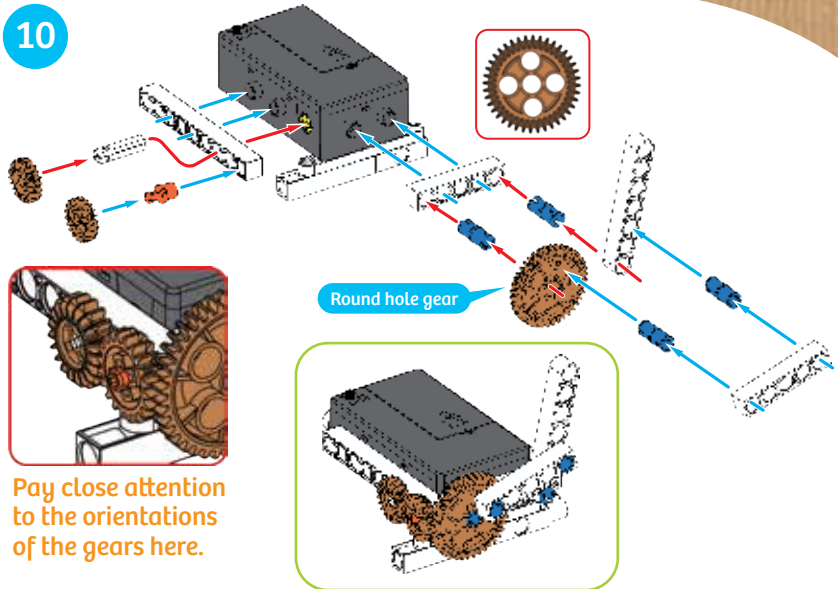 10
Round hole gear
Pay close attention
to the orientations
of the gears here.